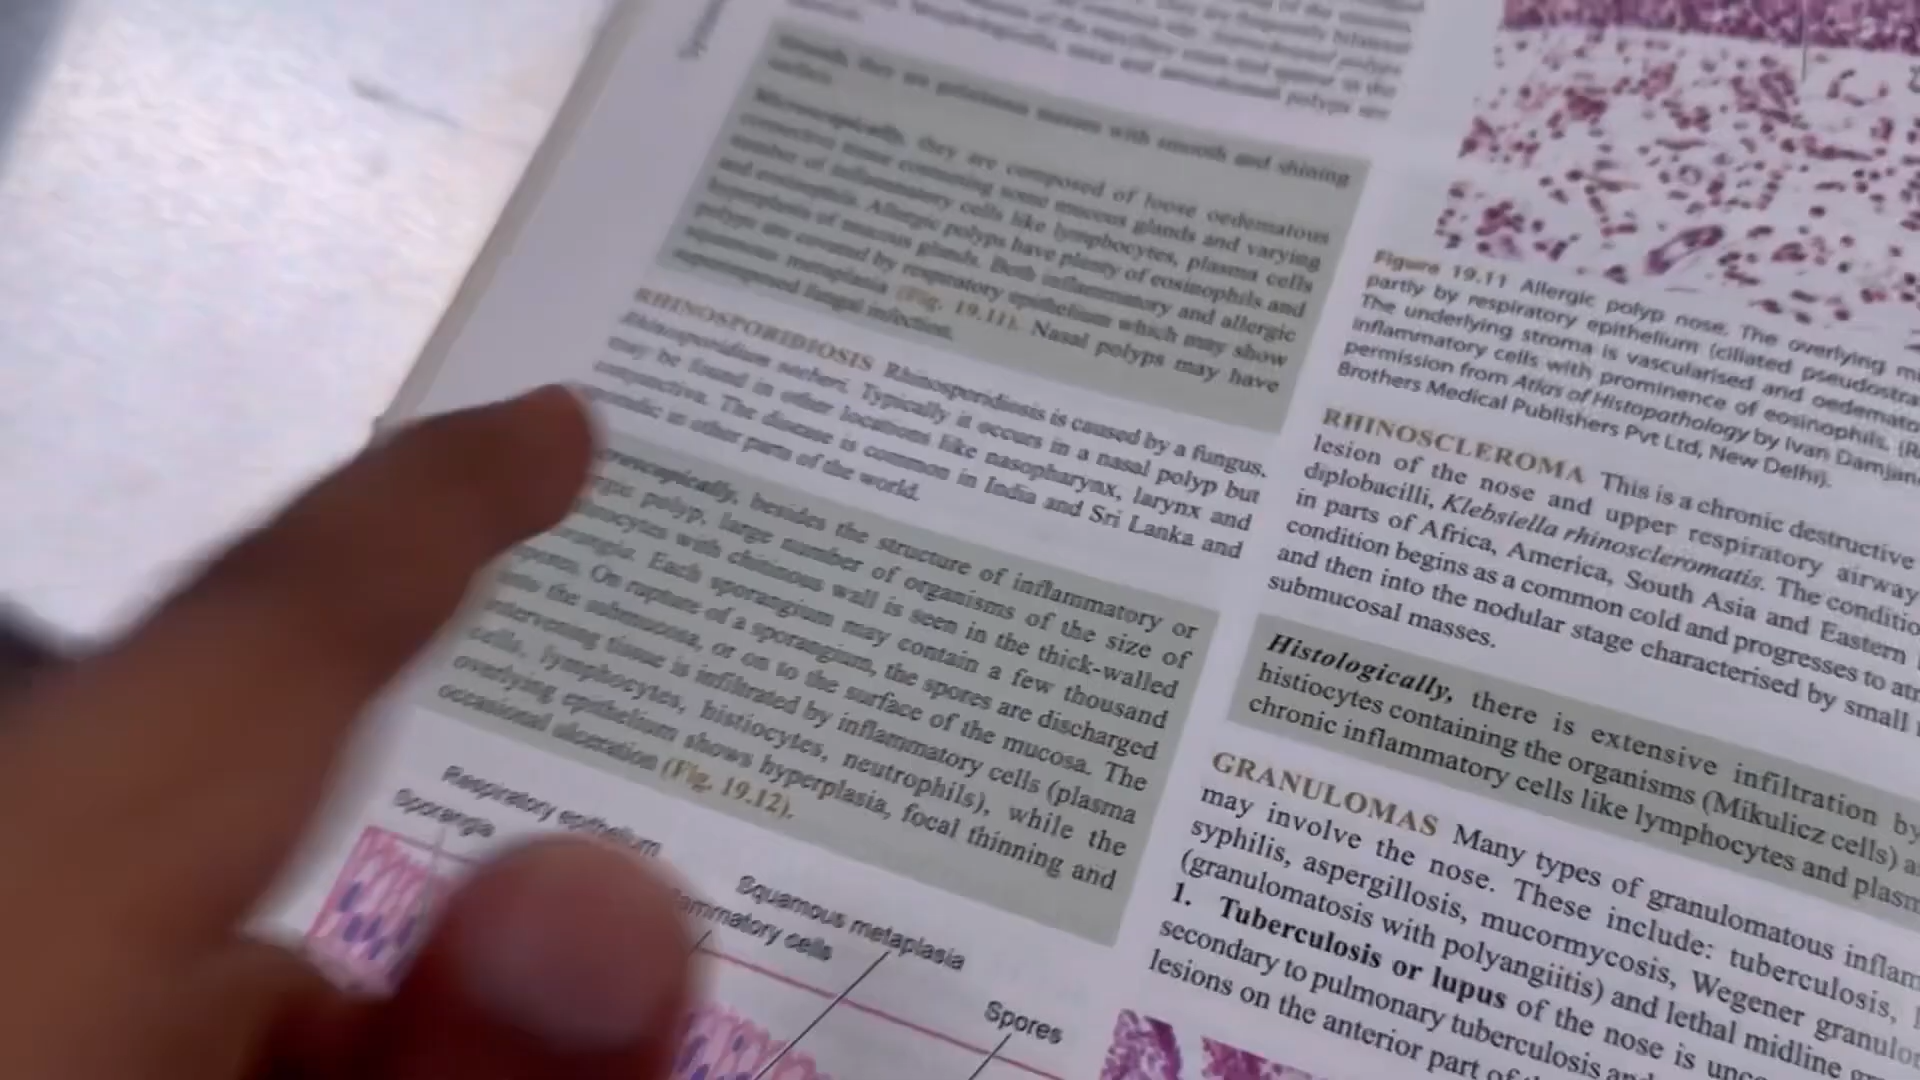 Grossly, they are gelatinous masses with smooth and shining
surface.
Microscopically, they are composed of loose oedematous
connective tissue containing some mucous glands and varying
number of inflammatory cells like lymphocytes, plasma cells
and eosinophils. Allergic polyps have plenty of eosinophils and
hyperplasia of mucous glands. Both inflammatory and allergic
polyps are covered by respiratory epithelium which may show
squamous metaplasia (Fig. 19.11). Nasal polyps may have
superimposed fungal infection.
RHINOSPORIDIOSIS Rhinosporidiosis is caused by a fungus,
Rhinosporidium seeberi. Typically it occurs in a nasal polyp but
may be found in other locations like nasopharynx, larynx and
conjunctiva. The disease is common in India and Sri Lanka and
in other parts of the world.
besides the structure of inflammatory or
polyp, large number of organisms of the size of
with chitinous wall is seen in the thick-walled
Each sporangium may contain a few thousand
On rupture of a sporangium, the spores are discharged
into the submucosa, or on to the surface of the mucosa. The
intervening tissue is infiltrated by inflammatory cells (plasma
cells, lymphocytes, histiocytes, neutrophils), while the
overlying epithelium shows hyperplasia, focal thinning and
occasional ulceration (Fig. 19.12).
Respiratory epithelium
Sporangia
Squamous metaplasia
cells
Spores
Figure 19.11 Allergic polyp nose. The overlying
partly by respiratory epithelium (ciliated
The underlying stroma is vascularised and
inflammatory cells with prominence of eosinophils.
permission from Atlas of Histopathology by Ivan
Brothers Medical Publishers Pvt Ltd, New Delhi).
RHINOSCLEROMA This is a chronic destructive
lesion of the nose and upper respiratory airway
diplobacilli, Klebsiella rhinoscleromatis. The
in parts of Africa, America, South Asia and Eastern
condition begins as a common cold and progresses to
and then into the nodular stage characterised by small
submucosal masses.
Histologically, there is extensive infiltration by
histiocytes containing the organisms (Mikulicz cells)
chronic inflammatory cells like lymphocytes and
GRANULOMAS Many types of granulomatous
may involve the nose. These include: tuberculosis,
syphilis, aspergillosis, mucormycosis, Wegener
(granulomatosis with polyangiitis) and lethal midline
1. Tuberculosis or lupus of the nose is
secondary to pulmonary tuberculosis
lesions on the anterior part of